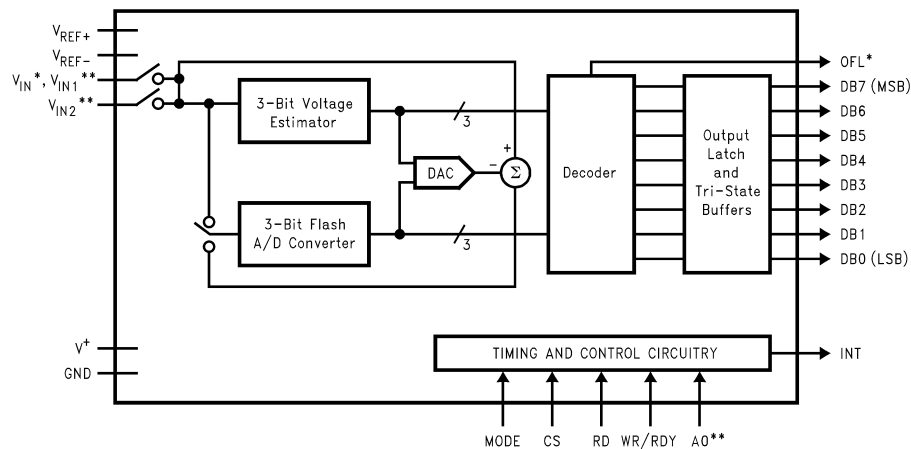 VREF+
VREF-
VIN*, VIN1**
VIN2**
3-Bit Voltage
Estimator
3
+
-
Σ
DAC
3-Bit Flash
A/D Converter
3
Decoder
Output
Latch
and
Tri-State
Buffers
OFL*
DB7 (MSB)
DB6
DB5
DB4
DB3
DB2
DB1
DB0 (LSB)
V+
GND
TIMING AND CONTROL CIRCUITRY
INT
MODE
CS
RD
WR/RDY
A0**